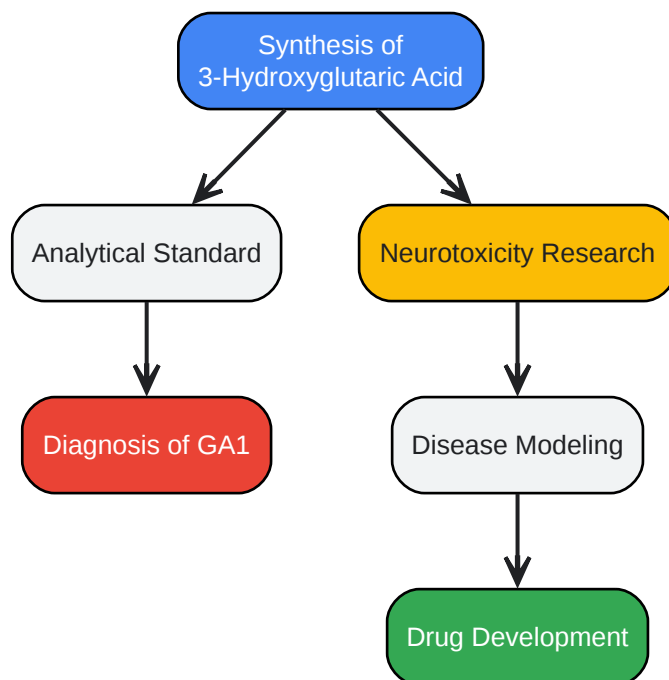 Synthesis of
3-Hydroxyglutaric Acid
Analytical Standard
Neurotoxicity Research
Diagnosis of GA1
Disease Modeling
Drug Development